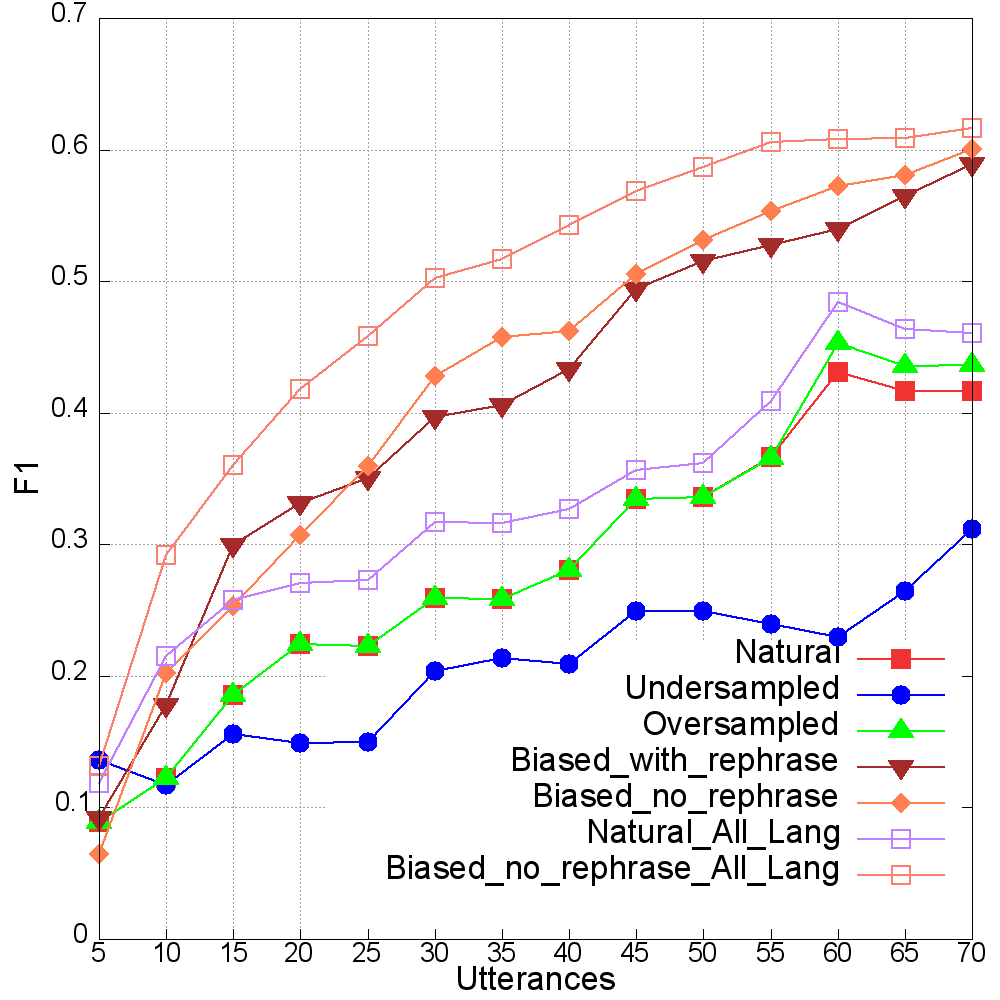 0.7
0.6
0.5
0.4
0.3
0.2
0.1
0
F1
Natural
Undersampled
Oversampled
Biased_with_rephrase
Biased_no_rephrase
Natural_All_Lang
Biased_no_rephrase_All_Lang
5 10 15 20 25 30 35 40 45 50 55 60 65 70
Utterances